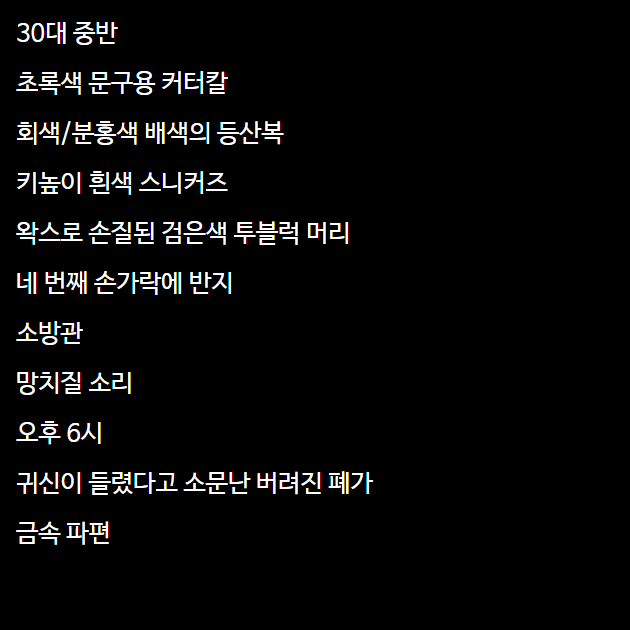 30대 중반
초록색 문구용 커터칼
회색/분홍색 배색의 등산복
키높이 흰색 스니커즈
왁스로 손질된 검은색 투블럭 머리
네 번째 손가락에 반지
소방관
망치질 소리
오후 6시
귀신이 들렸다고 소문난 버려진 폐가
금속 파편